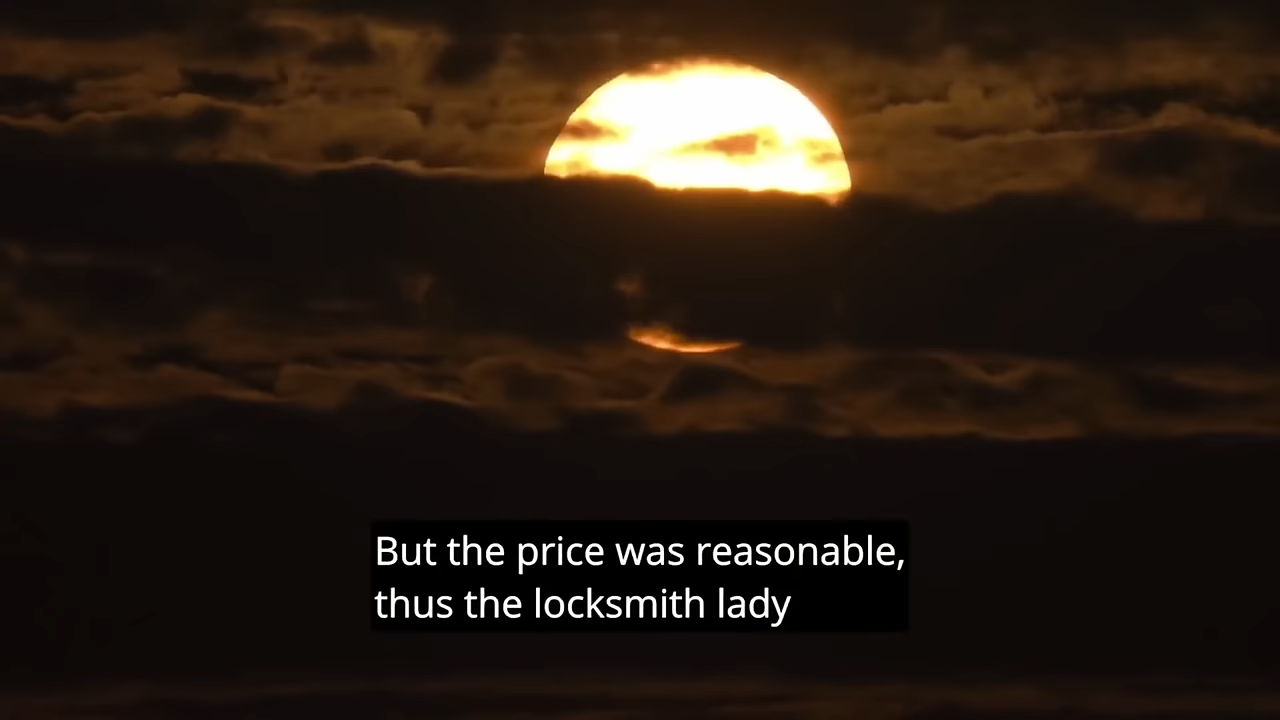 But the price was reasonable,
thus the locksmith lady